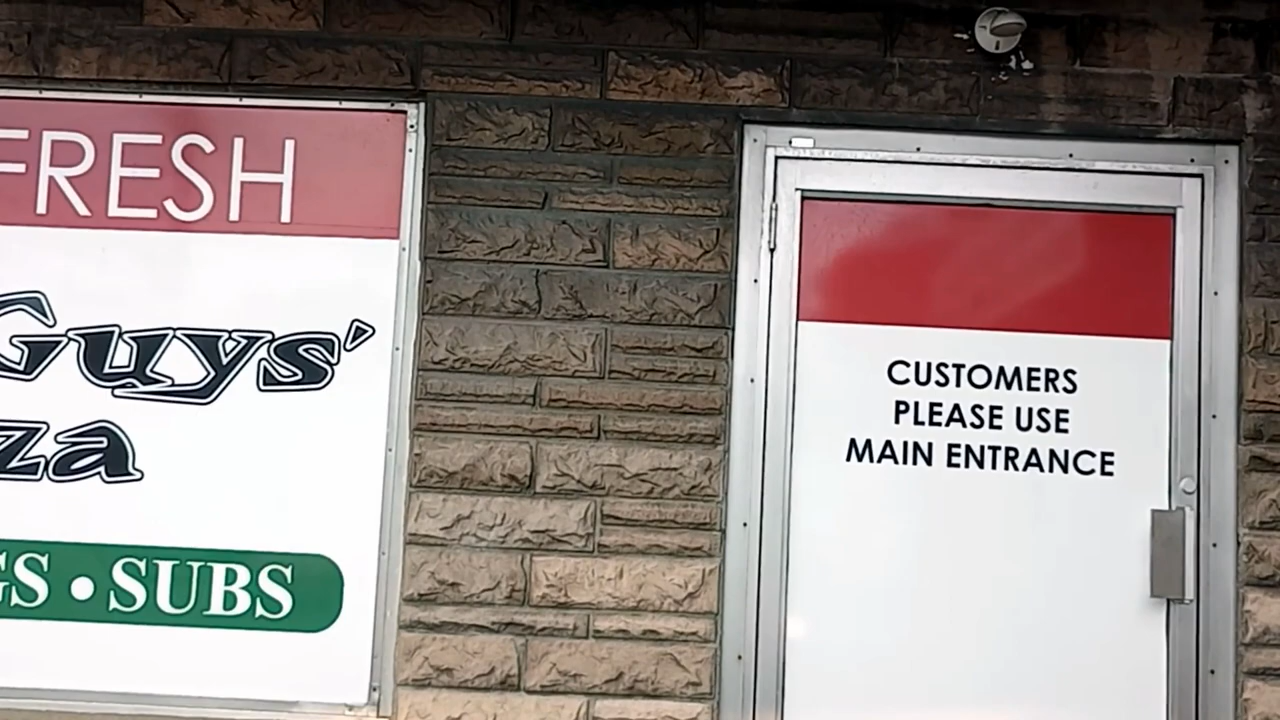 FRESH
Guys'
za
GS • SUBS
CUSTOMERS
PLEASE USE
MAIN ENTRANCE